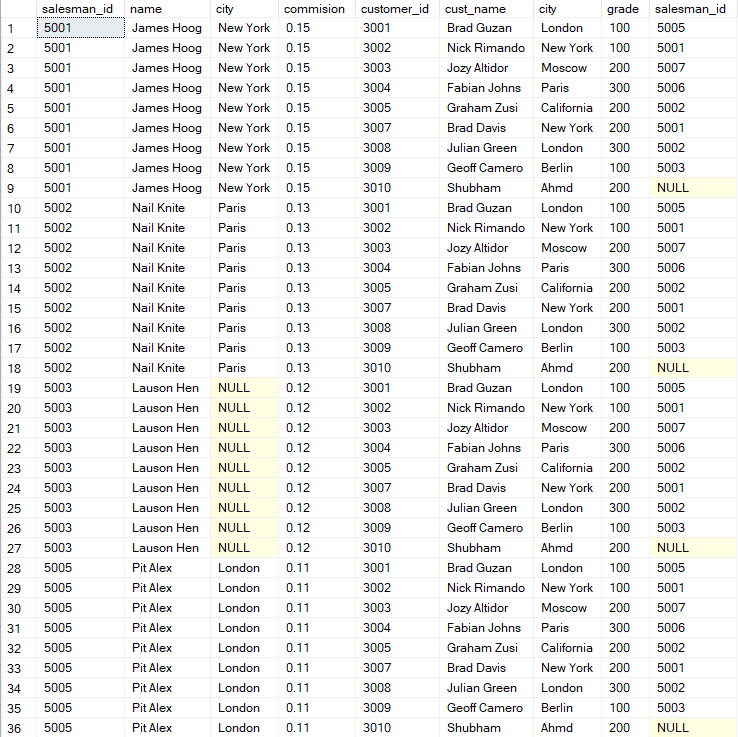 salesman_id name city commision customer_id cust_name city grade salesman_id
1 5001 James Hoog New York 0.15 3001 Brad Guzan London 100 5005
2 5001 James Hoog New York 0.15 3002 Nick Rimando New York 100 5001
3 5001 James Hoog New York 0.15 3003 Jozy Altidor Moscow 200 5007
4 5001 James Hoog New York 0.15 3004 Fabian Johns Paris 300 5006
5 5001 James Hoog New York 0.15 3005 Graham Zusi California 200 5002
6 5001 James Hoog New York 0.15 3007 Brad Davis New York 200 5001
7 5001 James Hoog New York 0.15 3008 Julian Green London 300 5002
8 5001 James Hoog New York 0.15 3009 Geoff Camero Berlin 100 5003
9 5001 James Hoog New York 0.15 3010 Shubham Ahmd 200 NULL
10 5002 Nail Knite Paris 0.13 3001 Brad Guzan London 100 5005
11 5002 Nail Knite Paris 0.13 3002 Nick Rimando New York 100 5001
12 5002 Nail Knite Paris 0.13 3003 Jozy Altidor Moscow 200 5007
13 5002 Nail Knite Paris 0.13 3004 Fabian Johns Paris 300 5006
14 5002 Nail Knite Paris 0.13 3005 Graham Zusi California 200 5002
15 5002 Nail Knite Paris 0.13 3007 Brad Davis New York 200 5001
16 5002 Nail Knite Paris 0.13 3008 Julian Green London 300 5002
17 5002 Nail Knite Paris 0.13 3009 Geoff Camero Berlin 100 5003
18 5002 Nail Knite Paris 0.13 3010 Shubham Ahmd 200 NULL
19 5003 Lauson Hen NULL 0.12 3001 Brad Guzan London 100 5005
20 5003 Lauson Hen NULL 0.12 3002 Nick Rimando New York 100 5001
21 5003 Lauson Hen NULL 0.12 3003 Jozy Altidor Moscow 200 5007
22 5003 Lauson Hen NULL 0.12 3004 Fabian Johns Paris 300 5006
23 5003 Lauson Hen NULL 0.12 3005 Graham Zusi California 200 5002
24 5003 Lauson Hen NULL 0.12 3007 Brad Davis New York 200 5001
25 5003 Lauson Hen NULL 0.12 3008 Julian Green London 300 5002
26 5003 Lauson Hen NULL 0.12 3009 Geoff Camero Berlin 100 5003
27 5003 Lauson Hen NULL 0.12 3010 Shubham Ahmd 200 NULL
28 5005 Pit Alex London 0.11 3001 Brad Guzan London 100 5005
29 5005 Pit Alex London 0.11 3002 Nick Rimando New York 100 5001
30 5005 Pit Alex London 0.11 3003 Jozy Altidor Moscow 200 5007
31 5005 Pit Alex London 0.11 3004 Fabian Johns Paris 300 5006
32 5005 Pit Alex London 0.11 3005 Graham Zusi California 200 5002
33 5005 Pit Alex London 0.11 3007 Brad Davis New York 200 5001
34 5005 Pit Alex London 0.11 3008 Julian Green London 300 5002
35 5005 Pit Alex London 0.11 3009 Geoff Camero Berlin 100 5003
36 5005 Pit Alex London 0.11 3010 Shubham Ahmd 200 NULL